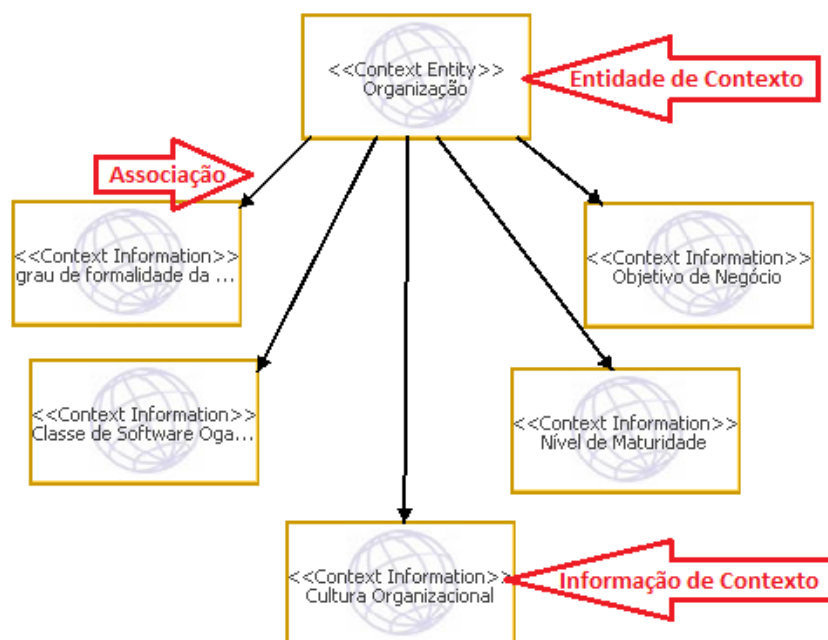 <<Context Entity>>
Organização
Entidade de Contexto
Associação
<<Context Information>>
grau de formalidade da ...
<<Context Information>>
Objetivo de Negócio
<<Context Information>>
Classe de Software Oga...
<<Context Information>>
Nível de Maturidade
<<Context Information>>
Cultura Organizacional
Informação de Contexto